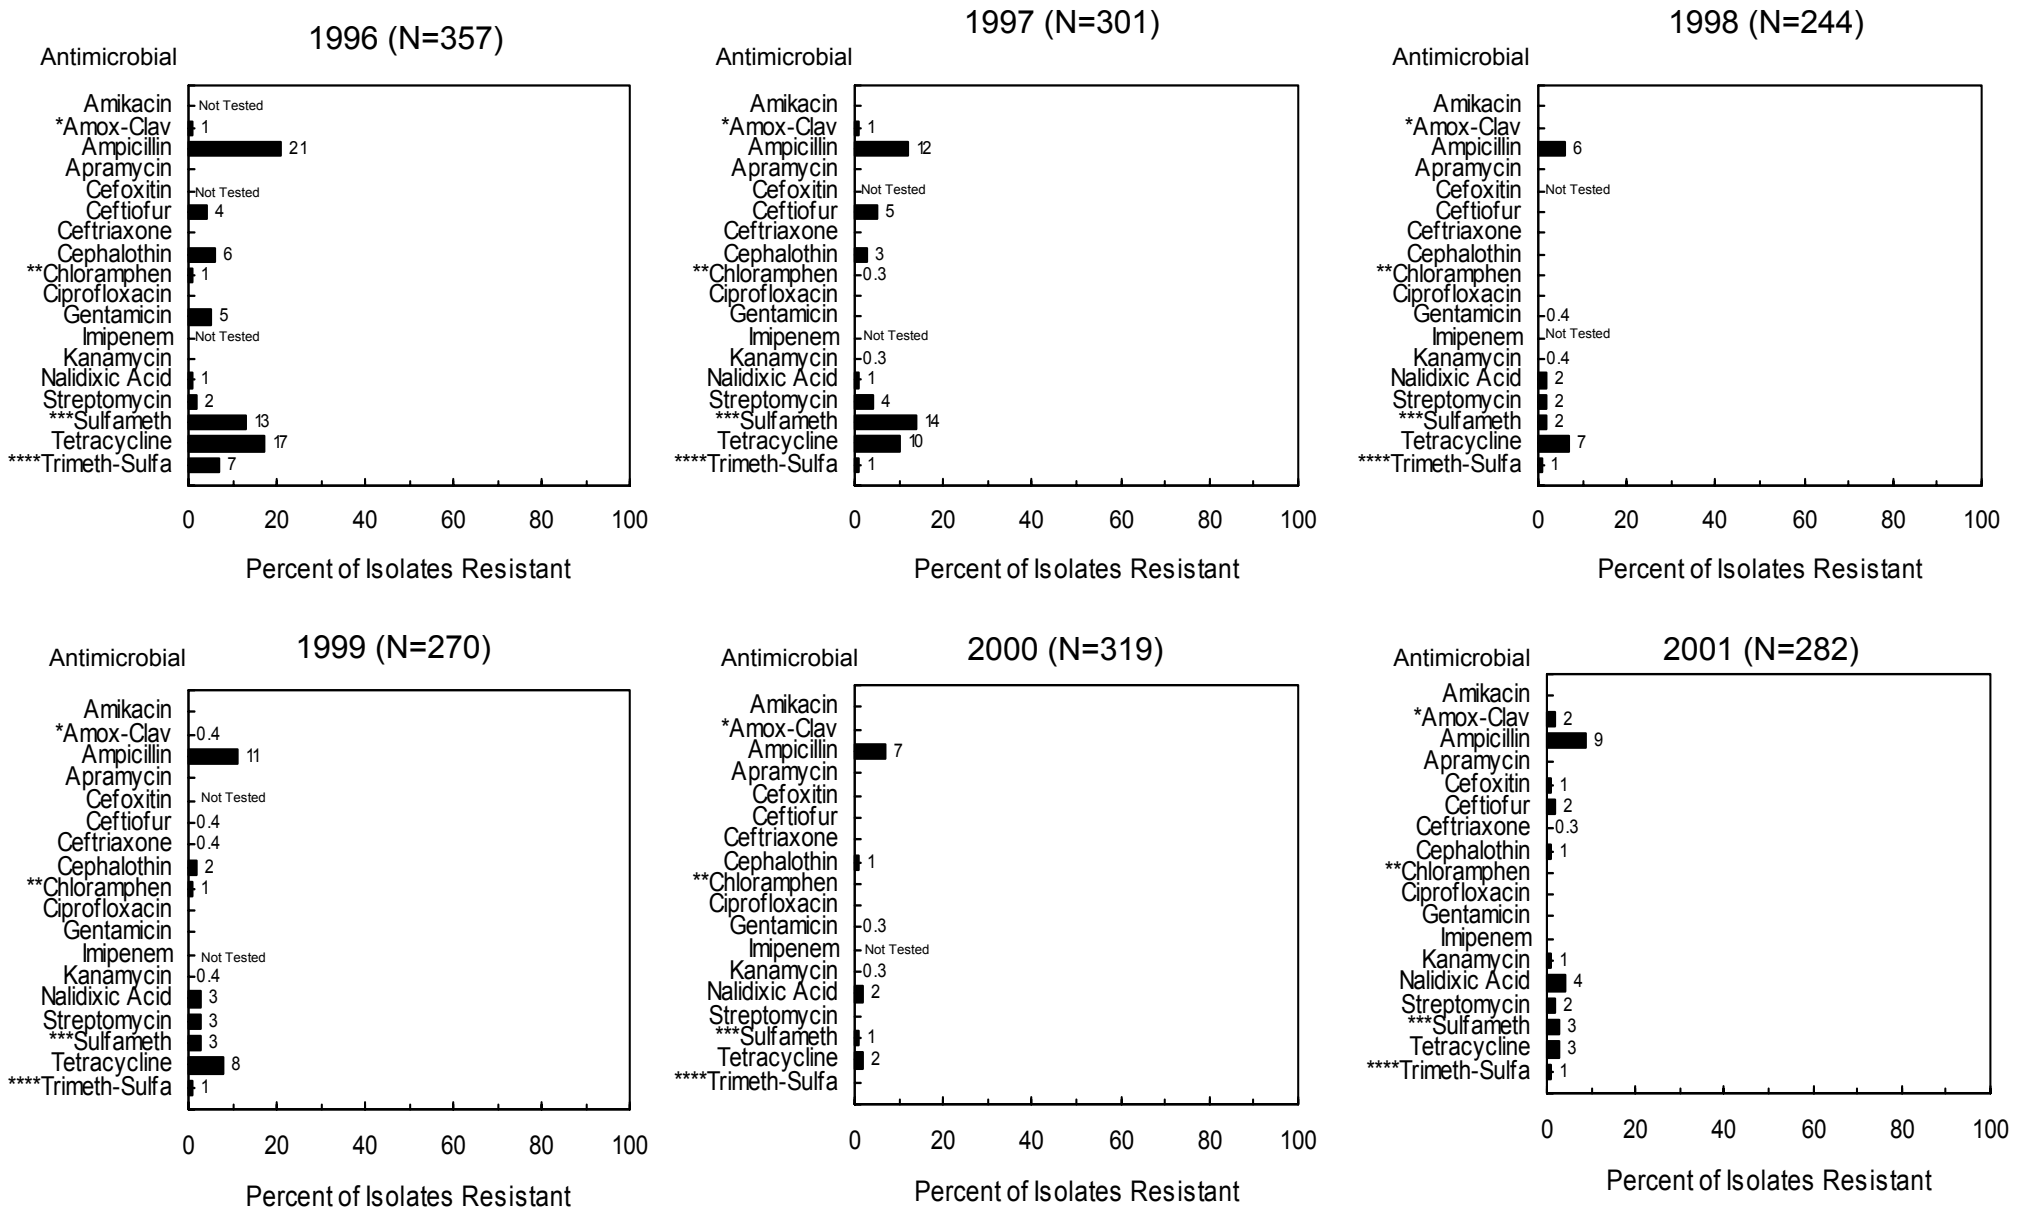 1996 (N=357)
Antimicrobial
Amikacin Not Tested
*Amox-Clav 1
Ampicillin 21
Apramycin
Cefoxitin Not Tested
Ceftiofur 4
Ceftriaxone
Cephalothin 6
**Chloramphen 1
Ciprofloxacin
Gentamicin 5
Imipenem Not Tested
Kanamycin
Nalidixic Acid 1
Streptomycin 2
***Sulfameth 13
Tetracycline 17
****Trimeth-Sulfa 7
0 20 40 60 80 100
Percent of Isolates Resistant
1997 (N=301)
Antimicrobial
Amikacin
*Amox-Clav 1
Ampicillin 12
Apramycin
Cefoxitin Not Tested
Ceftiofur 5
Ceftriaxone
Cephalothin 3
**Chloramphen 0.3
Ciprofloxacin
Gentamicin
Imipenem Not Tested
Kanamycin 0.3
Nalidixic Acid 1
Streptomycin 4
***Sulfameth 14
Tetracycline 10
****Trimeth-Sulfa 1
0 20 40 60 80 100
Percent of Isolates Resistant
1998 (N=244)
Antimicrobial
Amikacin
*Amox-Clav
Ampicillin 6
Apramycin
Cefoxitin Not Tested
Ceftiofur
Ceftriaxone
Cephalothin
**Chloramphen
Ciprofloxacin
Gentamicin 0.4
Imipenem Not Tested
Kanamycin 0.4
Nalidixic Acid 2
Streptomycin 2
***Sulfameth 2
Tetracycline 7
****Trimeth-Sulfa 1
0 20 40 60 80 100
Percent of Isolates Resistant
1999 (N=270)
Antimicrobial
Amikacin
*Amox-Clav 0.4
Ampicillin 11
Apramycin
Cefoxitin Not Tested
Ceftiofur 0.4
Ceftriaxone 0.4
Cephalothin 2
**Chloramphen 1
Ciprofloxacin
Gentamicin
Imipenem Not Tested
Kanamycin 0.4
Nalidixic Acid 3
Streptomycin 3
***Sulfameth 3
Tetracycline 8
****Trimeth-Sulfa 1
0 20 40 60 80 100
Percent of Isolates Resistant
2000 (N=319)
Antimicrobial
Amikacin
*Amox-Clav
Ampicillin 7
Apramycin
Cefoxitin
Ceftiofur
Ceftriaxone
Cephalothin 1
**Chloramphen
Ciprofloxacin
Gentamicin 0.3
Imipenem Not Tested
Kanamycin 0.3
Nalidixic Acid 2
Streptomycin
***Sulfameth 1
Tetracycline 2
****Trimeth-Sulfa
0 20 40 60 80 100
Percent of Isolates Resistant
2001 (N=282)
Antimicrobial
Amikacin
*Amox-Clav 2
Ampicillin 9
Apramycin
Cefoxitin 1
Ceftiofur 2
Ceftriaxone 0.3
Cephalothin 1
**Chloramphen
Ciprofloxacin
Gentamicin
Imipenem
Kanamycin 1
Nalidixic Acid 4
Streptomycin 2
***Sulfameth 3
Tetracycline 3
****Trimeth-Sulfa 1
0 20 40 60 80 100
Percent of Isolates Resistant